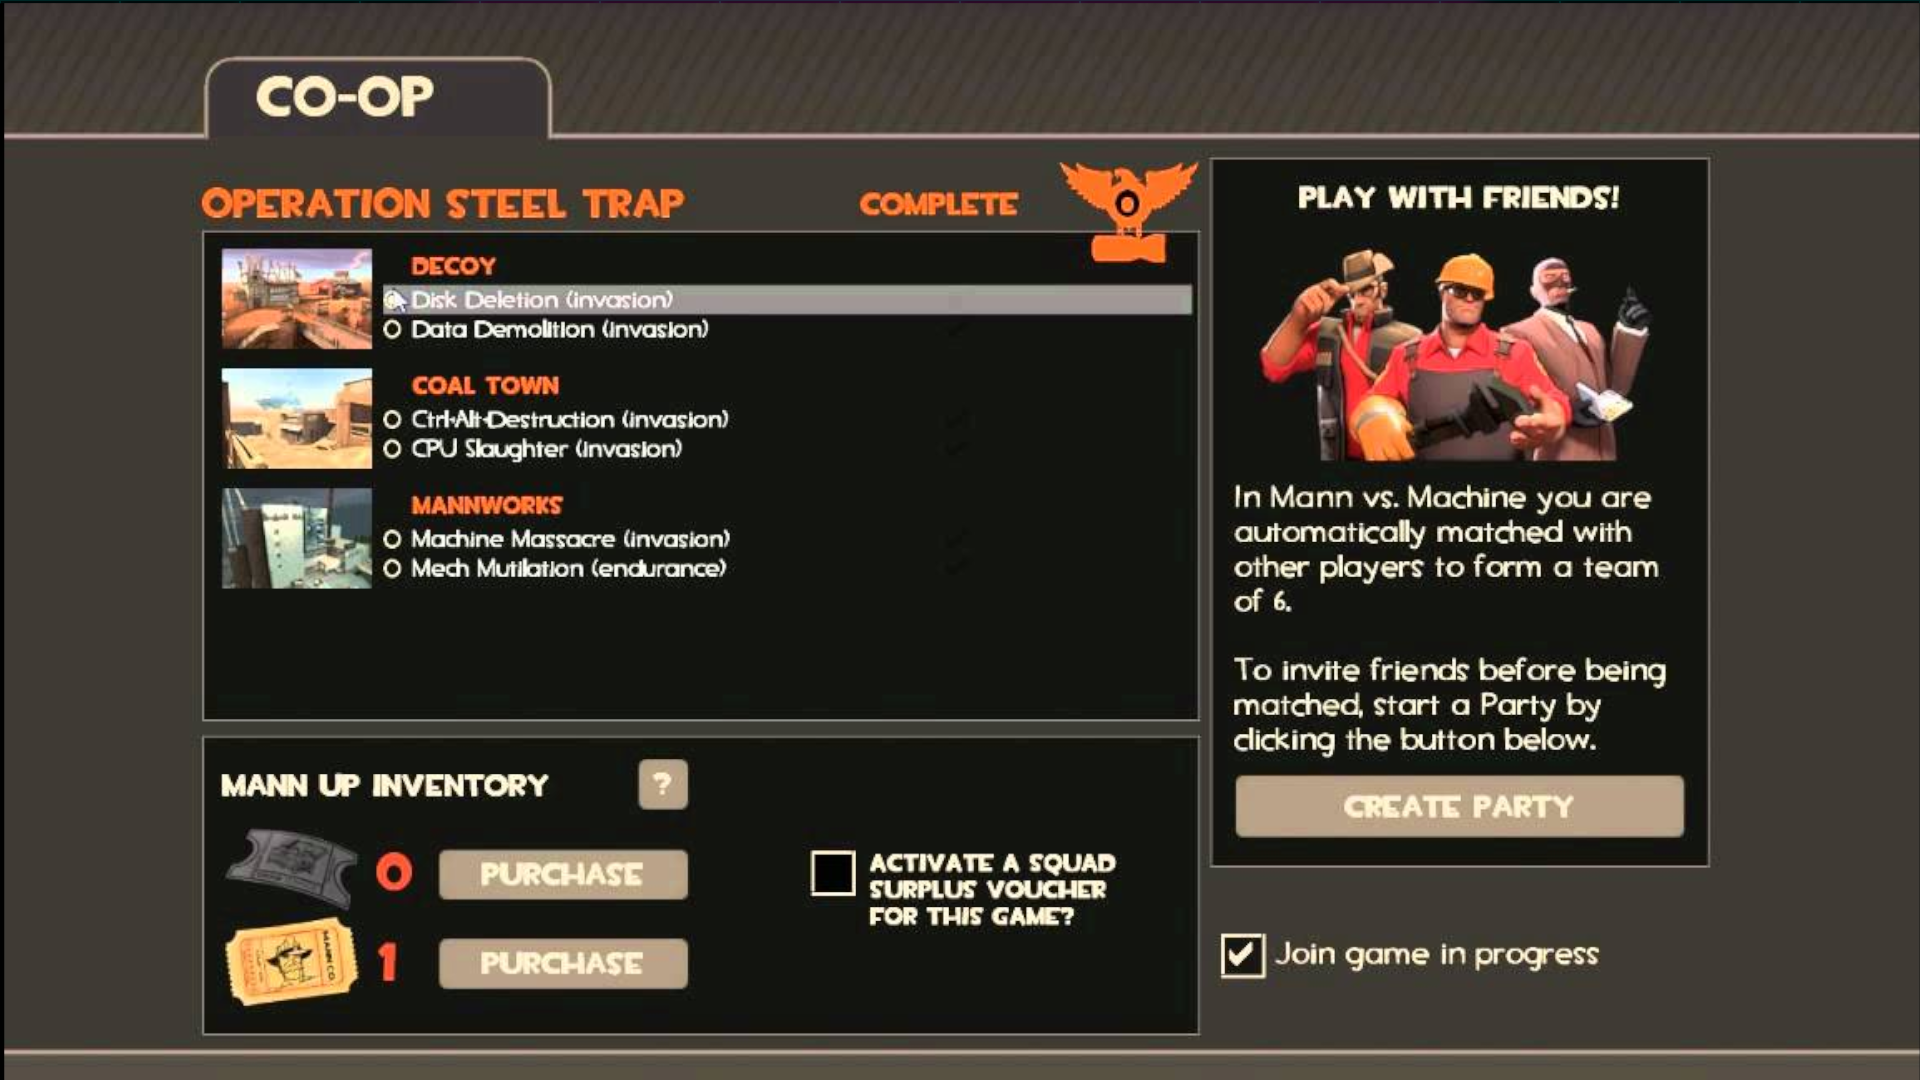 CO-OP
OPERATION STEEL TRAP
COMPLETE
0
DECOY
Disk Deletion (invasion)
Data Demolition (invasion)
COAL TOWN
Ctrl+Alt+Destruction (invasion)
CPU Slaughter (invasion)
MANNWORKS
Machine Massacre (invasion)
Mech Mutilation (endurance)
MANN UP INVENTORY
?
0
PURCHASE
1
PURCHASE
ACTIVATE A SQUAD
SURPLUS VOUCHER
FOR THIS GAME?
PLAY WITH FRIENDS!
In Mann vs. Machine you are
automatically matched with
other players to form a team
of 6.
To invite friends before being
matched, start a Party by
clicking the button below.
CREATE PARTY
Join game in progress
MANN CO.